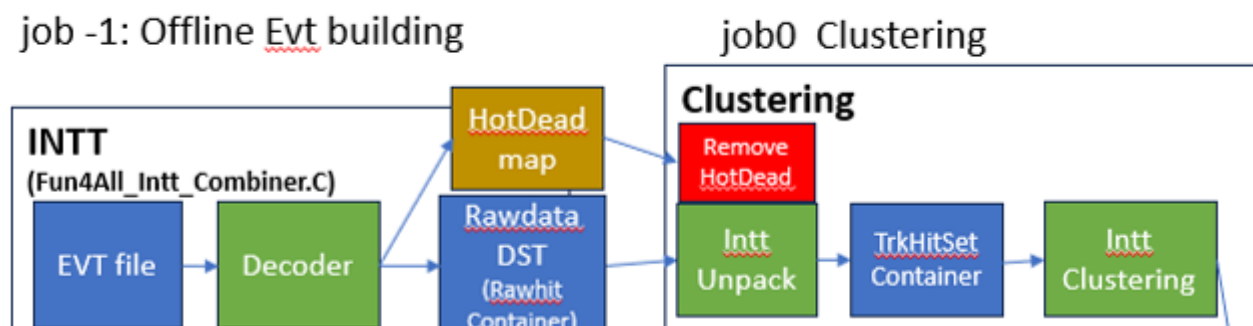 job -1: Offline Evt building
job0 Clustering
INTT
(Fun4All_Intt_Combiner.C)
EVT file
Decoder
HotDead
map
Rawdata
DST
(Rawhit
Container)
Clustering
Remove
HotDead
Intt
Unpack
TrkHitSet
Container
Intt
Clustering